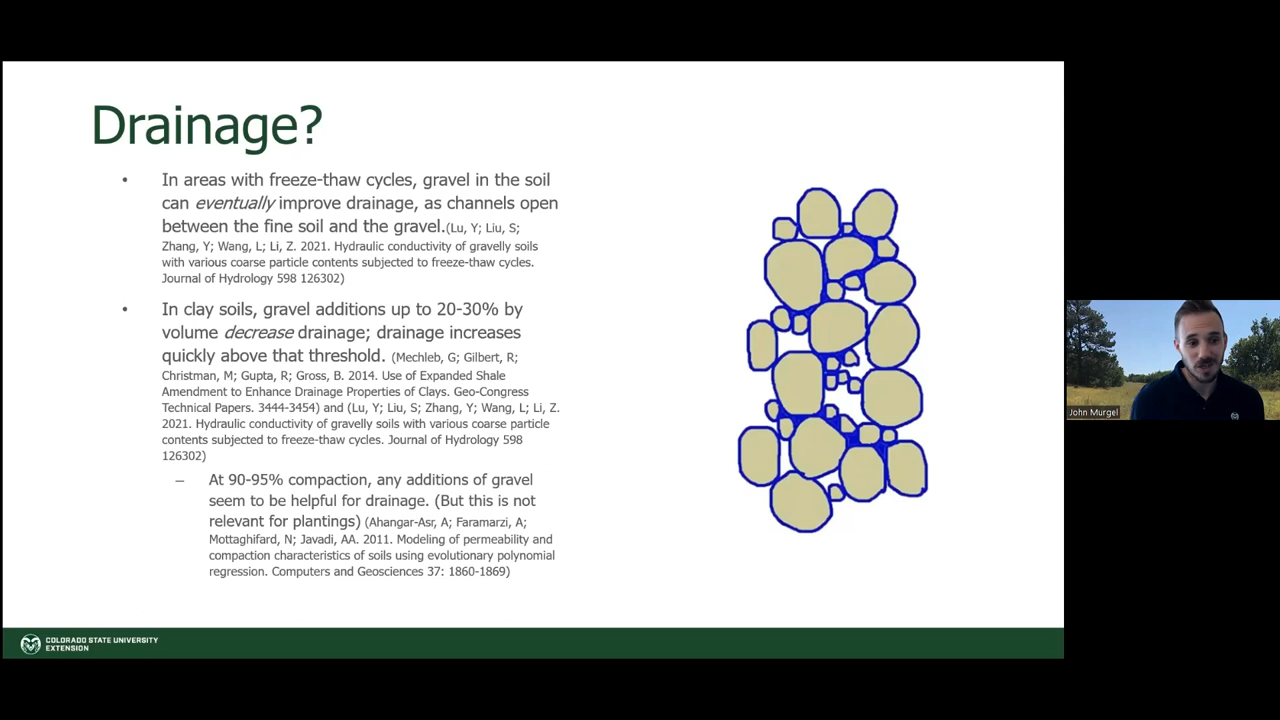 Drainage?
• In areas with freeze-thaw cycles, gravel in the soil
can eventually improve drainage, as channels open
between the fine soil and the gravel.(Lu, Y; Liu, S;
Zhang, Y; Wang, L; Li, Z. 2021. Hydraulic conductivity of gravelly soils
with various coarse particle contents subjected to freeze-thaw cycles.
Journal of Hydrology 598 126302)
• In clay soils, gravel additions up to 20-30% by
volume decrease drainage; drainage increases
quickly above that threshold. (Mechleb, G; Gilbert, R;
Christman, M; Gupta, R; Gross, B. 2014. Use of Expanded Shale
Amendment to Enhance Drainage Properties of Clays. Geo-Congress
Technical Papers. 3444-3454) and (Lu, Y; Liu, S; Zhang, Y; Wang, L; Li, Z.
2021. Hydraulic conductivity of gravelly soils with various coarse particle
contents subjected to freeze-thaw cycles. Journal of Hydrology 598
126302)
– At 90-95% compaction, any additions of gravel
seem to be helpful for drainage. (But this is not
relevant for plantings) (Ahangar-Asr, A; Faramarzi, A;
Mottaghifard, N; Javadi, AA. 2011. Modeling of permeability and
compaction characteristics of soils using evolutionary polynomial
regression. Computers and Geosciences 37: 1860-1869)
John Murgel
COLORADO STATE UNIVERSITY
EXTENSION